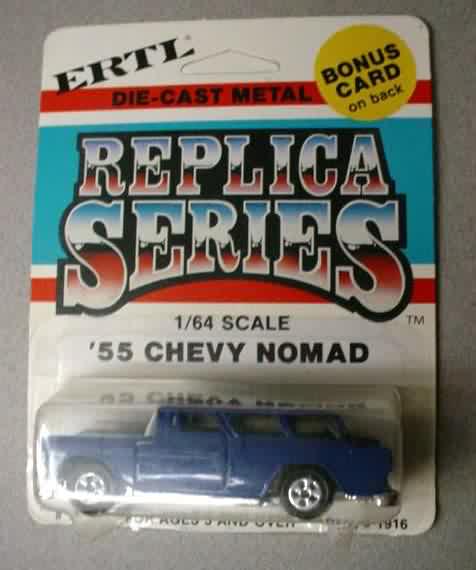 ERTL
BONUS
CARD
on back
DIE-CAST METAL
REPLICA
SERIES
TM
1/64 SCALE
'55 CHEVY NOMAD
FOR AGES 3 AND OVER
1916